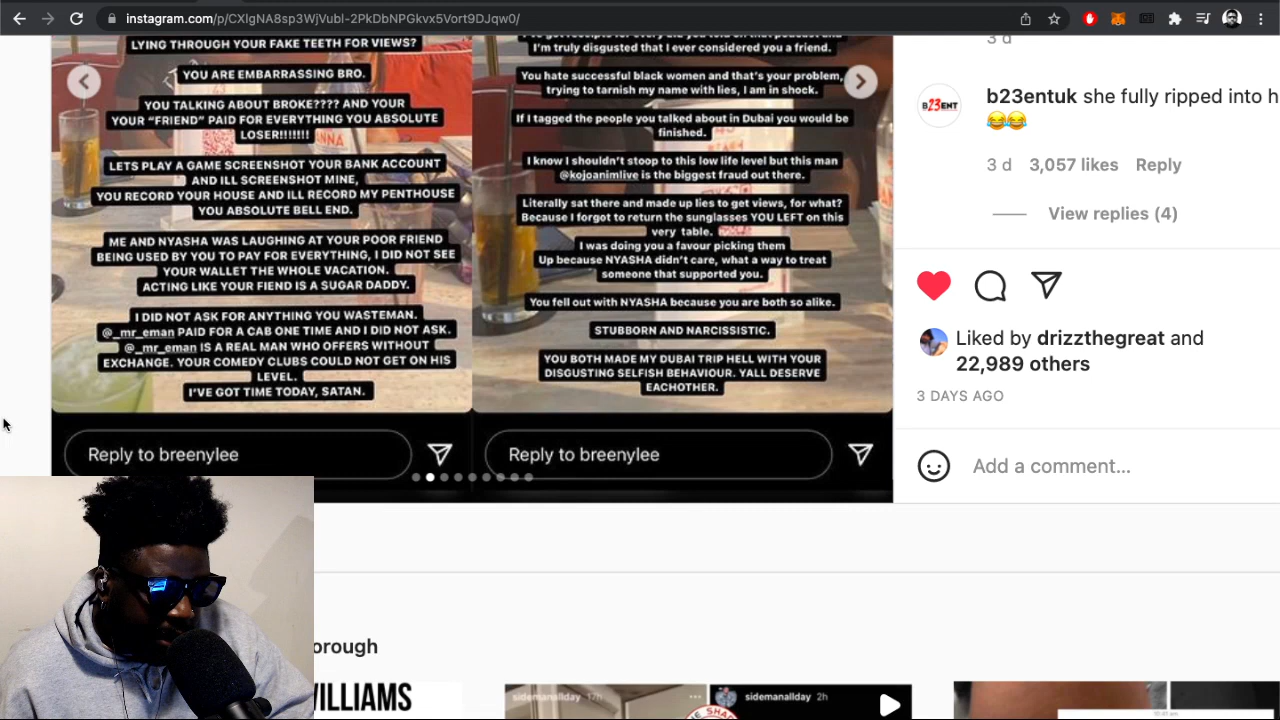 instagram.com/p/CXlgNA8sp3WjVubI-2PkDbNPGkvx5Vort9DJqw0/
LYING THROUGH YOUR FAKE TEETH FOR VIEWS?
YOU ARE EMBARRASSING BRO.
YOU TALKING ABOUT BROKE???? AND YOUR
YOUR “FRIEND” PAID FOR EVERYTHING YOU ABSOLUTE
LOSER!!!!!!!
LETS PLAY A GAME SCREENSHOT YOUR BANK ACCOUNT
AND ILL SCREENSHOT MINE,
YOU RECORD YOUR HOUSE AND ILL RECORD MY PENTHOUSE
YOU ABSOLUTE BELL END.
ME AND NYASHA WAS LAUGHING AT YOUR POOR FRIEND
BEING USED BY YOU TO PAY FOR EVERYTHING, I DID NOT SEE
YOUR WALLET THE WHOLE VACATION.
ACTING LIKE YOUR FIEND IS A SUGAR DADDY.
I DID NOT ASK FOR ANYTHING YOU WASTEMAN.
@_mr_eman PAID FOR A CAB ONE TIME AND I DID NOT ASK.
@_mr_eman IS A REAL MAN WHO OFFERS WITHOUT
EXCHANGE. YOUR COMEDY CLUBS COULD NOT GET ON HIS
LEVEL.
I’VE GOT TIME TODAY, SATAN.
Reply to breenylee
I'm truly disgusted that I ever considered you a friend.
You hate successful black women and that's your problem,
trying to tarnish my name with lies, I am in shock.
If I tagged the people you talked about in Dubai you would be
finished.
I know I shouldn't stoop to this low life level but this man
@kojoanimlive is the biggest fraud out there.
Literally sat there and made up lies to get views, for what?
Because I forgot to return the sunglasses YOU LEFT on this
very table.
I was doing you a favour picking them
Up because NYASHA didn't care, what a way to treat
someone that supported you.
You fell out with NYASHA because you are both so alike.
STUBBORN AND NARCISSISTIC.
YOU BOTH MADE MY DUBAI TRIP HELL WITH YOUR
DISGUSTING SELFISH BEHAVIOUR. YALL DESERVE
EACHOTHER.
Reply to breenylee
3 d
B23ENT
b23entuk she fully ripped into h
😂😂
3 d 3,057 likes Reply
View replies (4)
Liked by drizzthegreat and
22,989 others
3 DAYS AGO
Add a comment...
orough
WILLIAMS
sidemanallday 17h
sidemanallday 2h